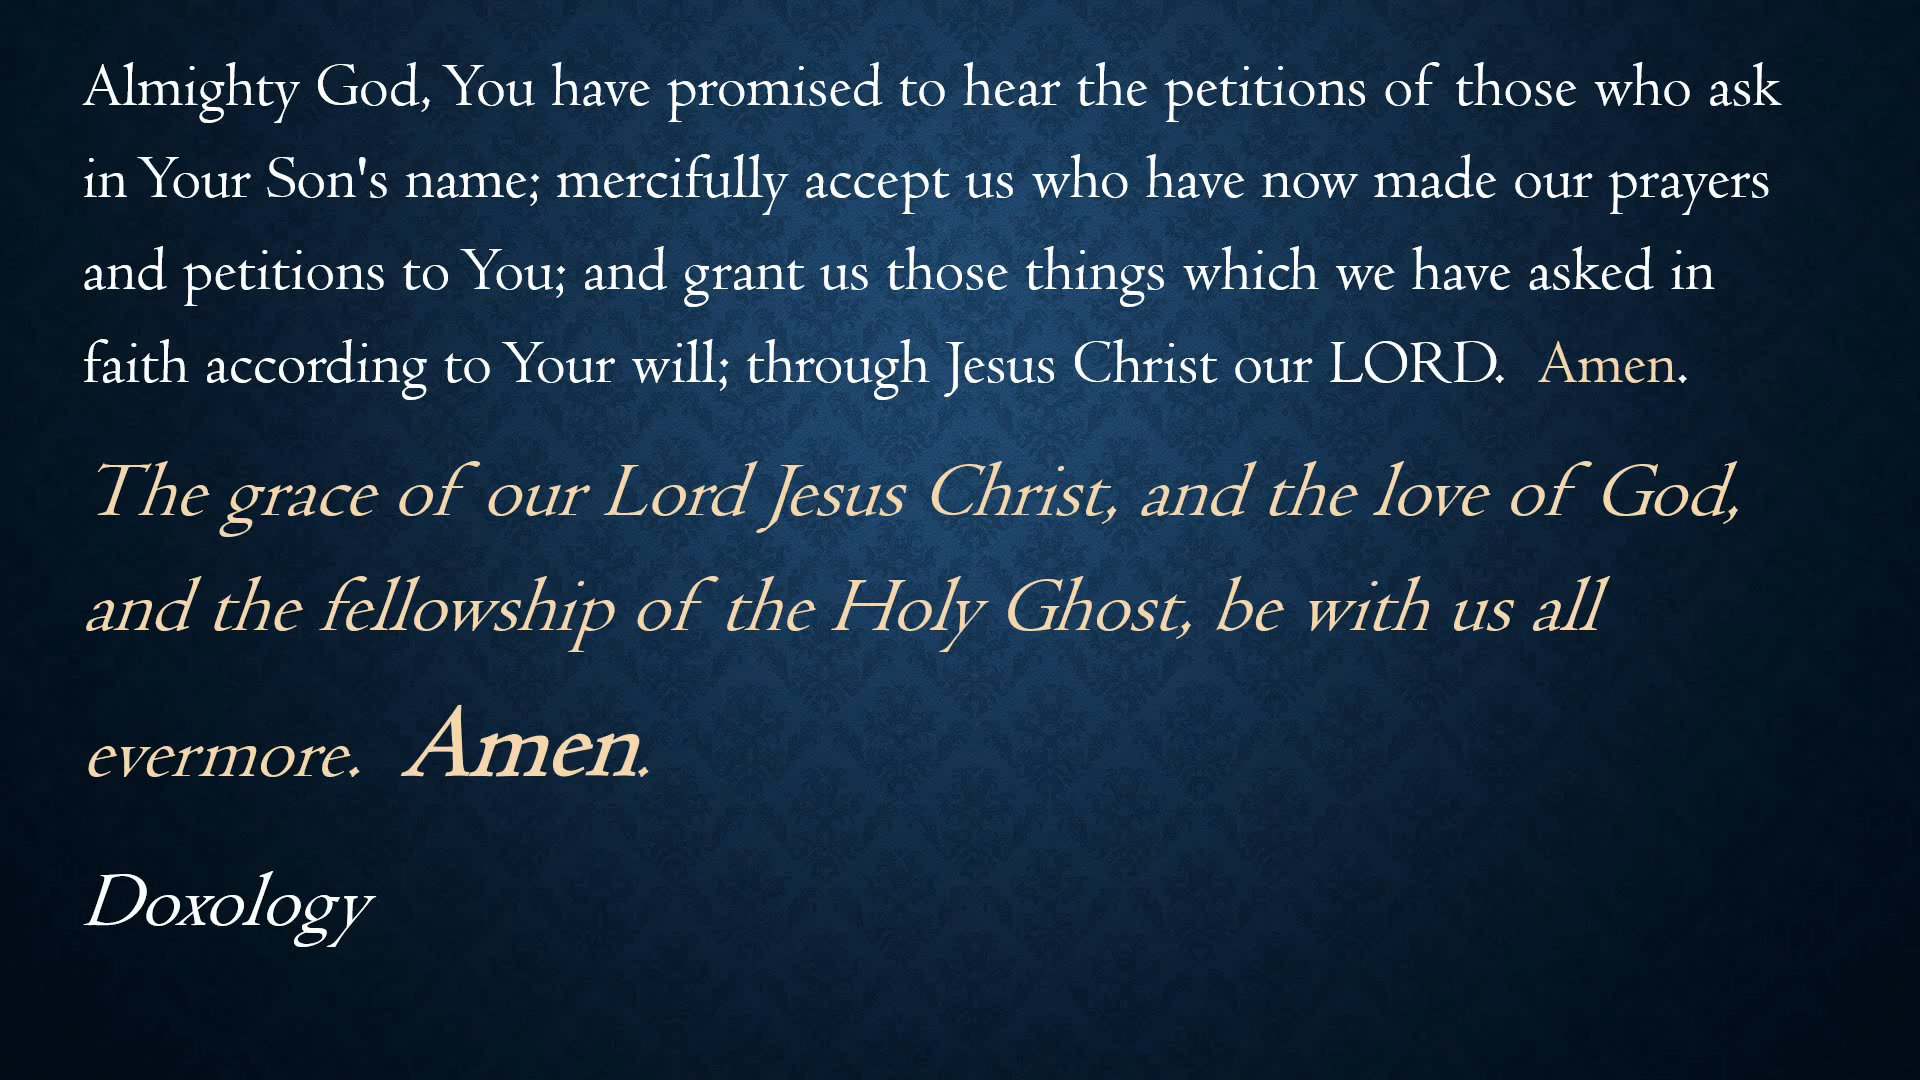 Almighty God, You have promised to hear the petitions of those who ask
in Your Son's name; mercifully accept us who have now made our prayers
and petitions to You; and grant us those things which we have asked in
faith according to Your will; through Jesus Christ our LORD.  Amen.
The grace of our Lord Jesus Christ, and the love of God,
and the fellowship of the Holy Ghost, be with us all
evermore.  Amen.
Doxology